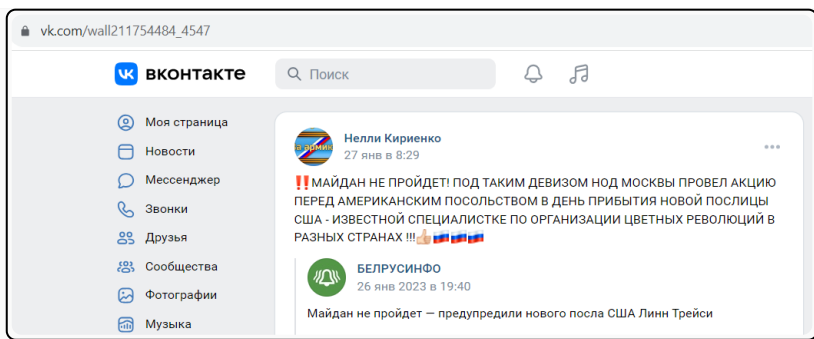 vk.com/wall211754484_4547
вконтакте
Поиск
Моя страница
Новости
Мессенджер
Звонки
Друзья
Сообщества
Фотографии
Музыка
а арми
Нелли Кириенко
27 янв в 8:29
‼️МАЙДАН НЕ ПРОЙДЕТ! ПОД ТАКИМ ДЕВИЗОМ НОД МОСКВЫ ПРОВЕЛ АКЦИЮ
ПЕРЕД АМЕРИКАНСКИМ ПОСОЛЬСТВОМ В ДЕНЬ ПРИБЫТИЯ НОВОЙ ПОСЛИЦЫ
США - ИЗВЕСТНОЙ СПЕЦИАЛИСТКЕ ПО ОРГАНИЗАЦИИ ЦВЕТНЫХ РЕВОЛЮЦИЙ В
РАЗНЫХ СТРАНАХ !!!👍🏻🇷🇺🇷🇺🇷🇺
БЕЛРУСИНФО
26 янв 2023 в 19:40
Майдан не пройдет — предупредили нового посла США Линн Трейси